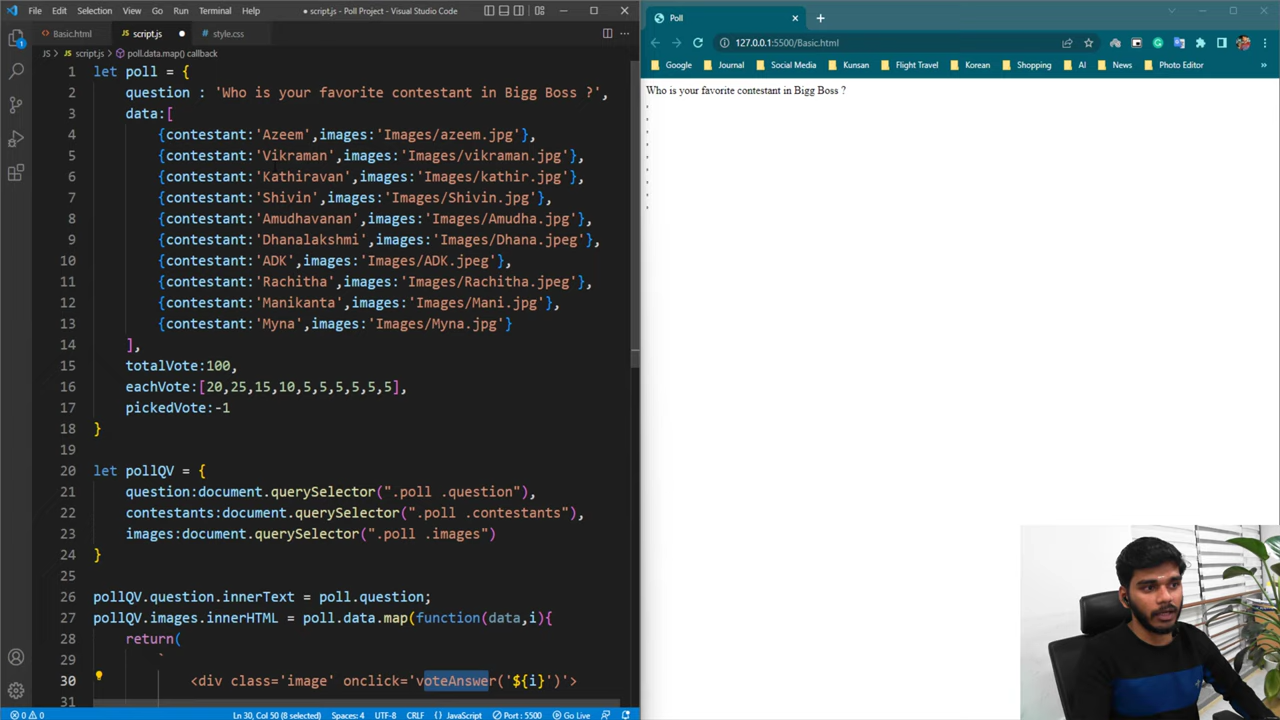 File Edit Selection View Go Run Terminal Help ● script.js - Poll Project - Visual Studio Code
Basic.html
script.js
style.css
JS > script.js > poll.data.map() callback
1 let poll = {
2 question : 'Who is your favorite contestant in Bigg Boss ?',
3 data:[
4 {contestant:'Azeem',images:'Images/azeem.jpg'},
5 {contestant:'Vikraman',images:'Images/vikraman.jpg'},
6 {contestant:'Kathiravan',images:'Images/kathir.jpg'},
7 {contestant:'Shivin',images:'Images/Shivin.jpg'},
8 {contestant:'Amudhavanan',images:'Images/Amudha.jpg'},
9 {contestant:'Dhanalakshmi',images:'Images/Dhana.jpeg'},
10 {contestant:'ADK',images:'Images/ADK.jpeg'},
11 {contestant:'Rachitha',images:'Images/Rachitha.jpeg'},
12 {contestant:'Manikanta',images:'Images/Mani.jpg'},
13 {contestant:'Myna',images:'Images/Myna.jpg'}
14 ],
15 totalVote:100,
16 eachVote:[20,25,15,10,5,5,5,5,5,5],
17 pickedVote:-1
18 }
19
20 let pollQV = {
21 question:document.querySelector(".poll .question"),
22 contestants:document.querySelector(".poll .contestants"),
23 images:document.querySelector(".poll .images")
24 }
25
26 pollQV.question.innerText = poll.question;
27 pollQV.images.innerHTML = poll.data.map(function(data,i){
28 return(
29 `
30 <div class='image' onclick='voteAnswer('${i}')'>
31
0 0 Ln 30, Col 50 (8 selected) Spaces: 4 UTF-8 CRLF {} JavaScript Port : 5500 Go Live
Poll
127.0.0.1:5500/Basic.html
Google Journal Social Media Kunsan Flight Travel Korean Shopping AI News Photo Editor »
Who is your favorite contestant in Bigg Boss ?
,
,
,
,
,
,
,
,
,